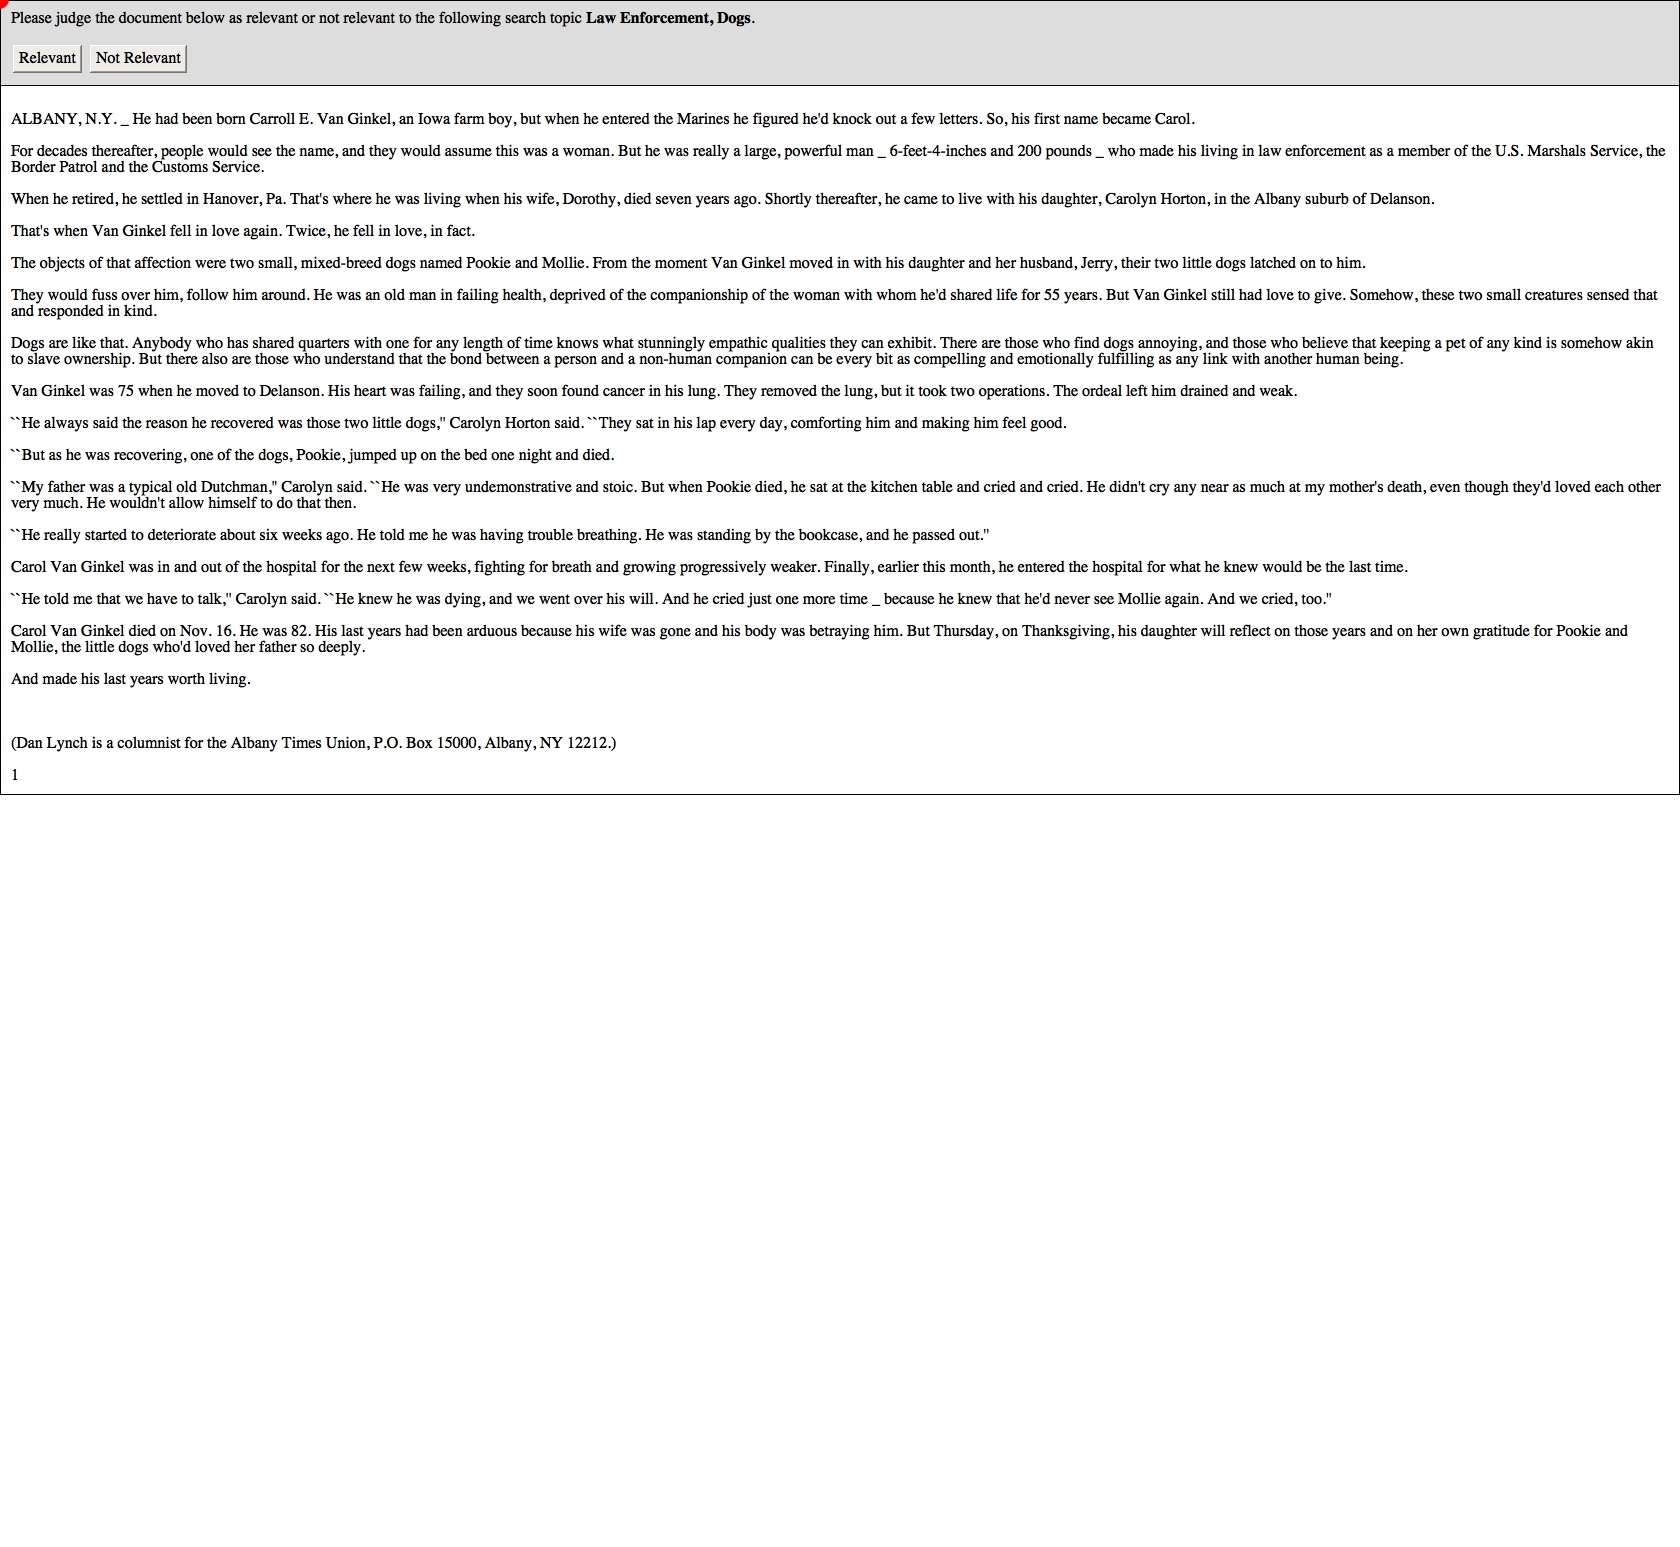 Please judge the document below as relevant or not relevant to the following search topic Law Enforcement, Dogs.
Relevant Not Relevant
ALBANY, N.Y. _ He had been born Carroll E. Van Ginkel, an Iowa farm boy, but when he entered the Marines he figured he'd knock out a few letters. So, his first name became Carol.
For decades thereafter, people would see the name, and they would assume this was a woman. But he was really a large, powerful man _ 6-feet-4-inches and 200 pounds _ who made his living in law enforcement as a member of the U.S. Marshals Service, the
Border Patrol and the Customs Service.
When he retired, he settled in Hanover, Pa. That's where he was living when his wife, Dorothy, died seven years ago. Shortly thereafter, he came to live with his daughter, Carolyn Horton, in the Albany suburb of Delanson.
That's when Van Ginkel fell in love again. Twice, he fell in love, in fact.
The objects of that affection were two small, mixed-breed dogs named Pookie and Mollie. From the moment Van Ginkel moved in with his daughter and her husband, Jerry, their two little dogs latched on to him.
They would fuss over him, follow him around. He was an old man in failing health, deprived of the companionship of the woman with whom he'd shared life for 55 years. But Van Ginkel still had love to give. Somehow, these two small creatures sensed that
and responded in kind.
Dogs are like that. Anybody who has shared quarters with one for any length of time knows what stunningly empathic qualities they can exhibit. There are those who find dogs annoying, and those who believe that keeping a pet of any kind is somehow akin
to slave ownership. But there also are those who understand that the bond between a person and a non-human companion can be every bit as compelling and emotionally fulfilling as any link with another human being.
Van Ginkel was 75 when he moved to Delanson. His heart was failing, and they soon found cancer in his lung. They removed the lung, but it took two operations. The ordeal left him drained and weak.
``He always said the reason he recovered was those two little dogs,'' Carolyn Horton said. ``They sat in his lap every day, comforting him and making him feel good.
``But as he was recovering, one of the dogs, Pookie, jumped up on the bed one night and died.
``My father was a typical old Dutchman,'' Carolyn said. ``He was very undemonstrative and stoic. But when Pookie died, he sat at the kitchen table and cried and cried. He didn't cry any near as much at my mother's death, even though they'd loved each other
very much. He wouldn't allow himself to do that then.
``He really started to deteriorate about six weeks ago. He told me he was having trouble breathing. He was standing by the bookcase, and he passed out.''
Carol Van Ginkel was in and out of the hospital for the next few weeks, fighting for breath and growing progressively weaker. Finally, earlier this month, he entered the hospital for what he knew would be the last time.
``He told me that we have to talk,'' Carolyn said. ``He knew he was dying, and we went over his will. And he cried just one more time _ because he knew that he'd never see Mollie again. And we cried, too.''
Carol Van Ginkel died on Nov. 16. He was 82. His last years had been arduous because his wife was gone and his body was betraying him. But Thursday, on Thanksgiving, his daughter will reflect on those years and on her own gratitude for Pookie and
Mollie, the little dogs who'd loved her father so deeply.
And made his last years worth living.
(Dan Lynch is a columnist for the Albany Times Union, P.O. Box 15000, Albany, NY 12212.)
1